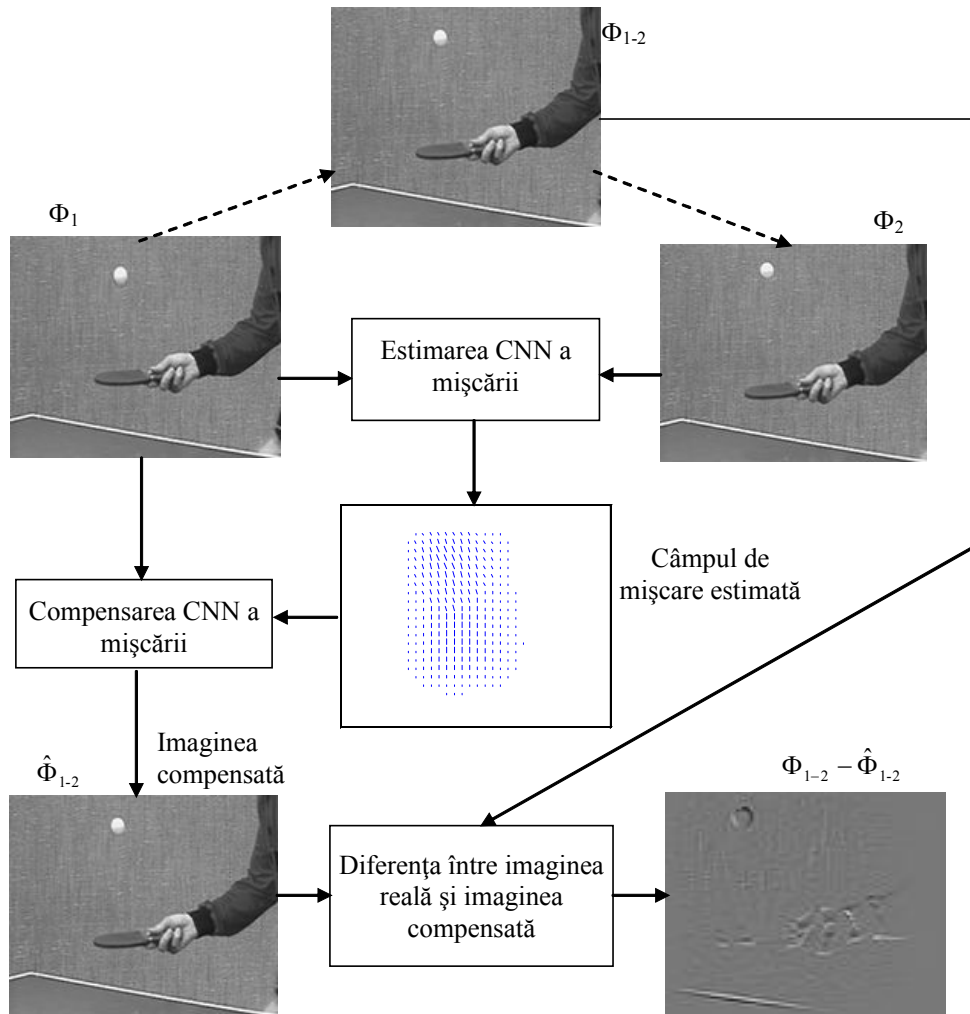 Φ1-2
Φ1
Φ2
Estimarea CNN a
mişcării
Câmpul de
mişcare estimată
Compensarea CNN a
mişcării
Imaginea
compensată
Φ̂1-2
Φ1−2 − Φ̂1-2
Diferenţa între imaginea
reală şi imaginea
compensată